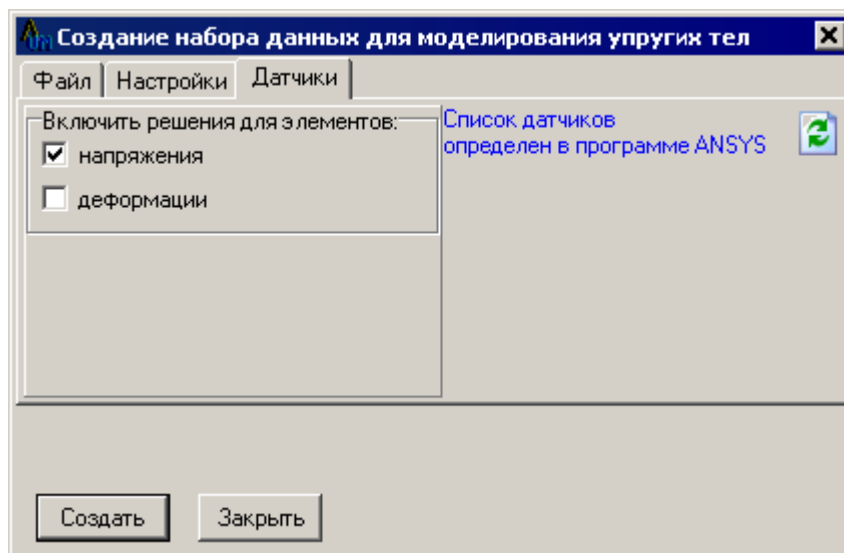 Создание набора данных для моделирования упругих тел
Файл Настройки Датчики
Включить решения для элементов:
напряжения
деформации
Список датчиков
определен в программе ANSYS
Создать Закрыть